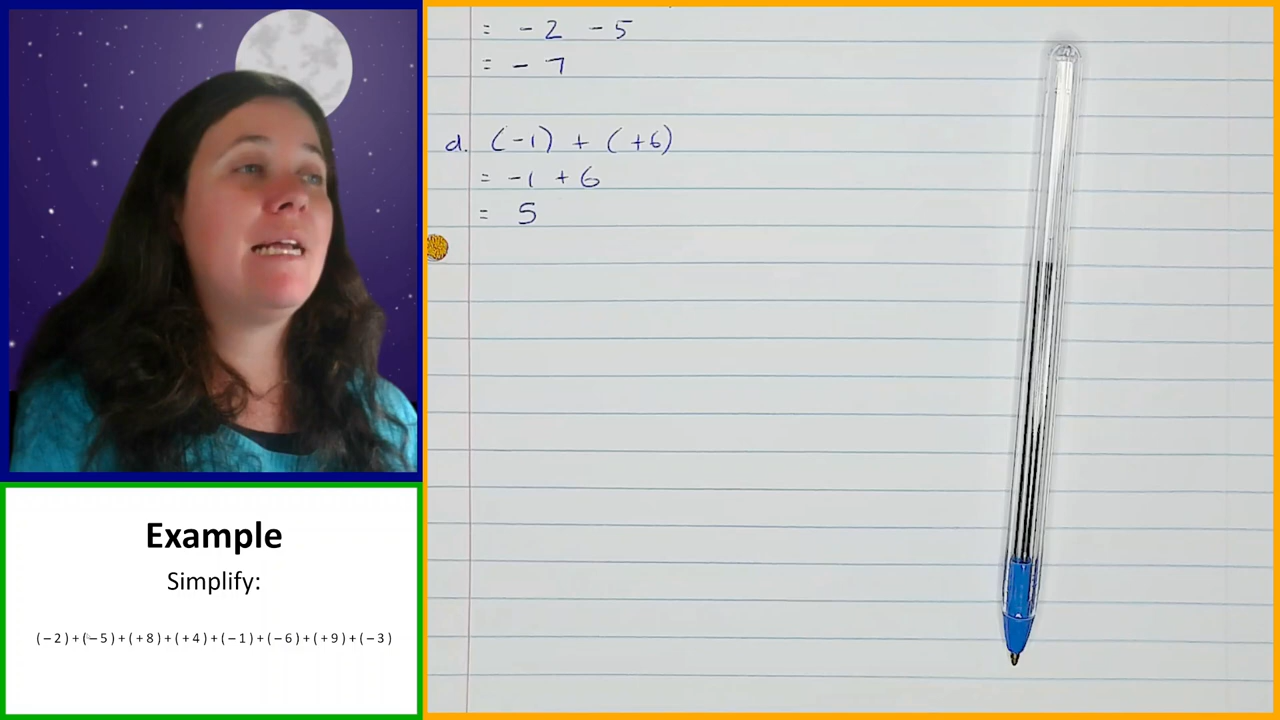 = -2 -5
= -7
d. (-1) + (+6)
= -1 +6
= 5
Example
Simplify:
(−2)+(−5)+(+8)+(+4)+(−1)+(−6)+(+9)+(−3)